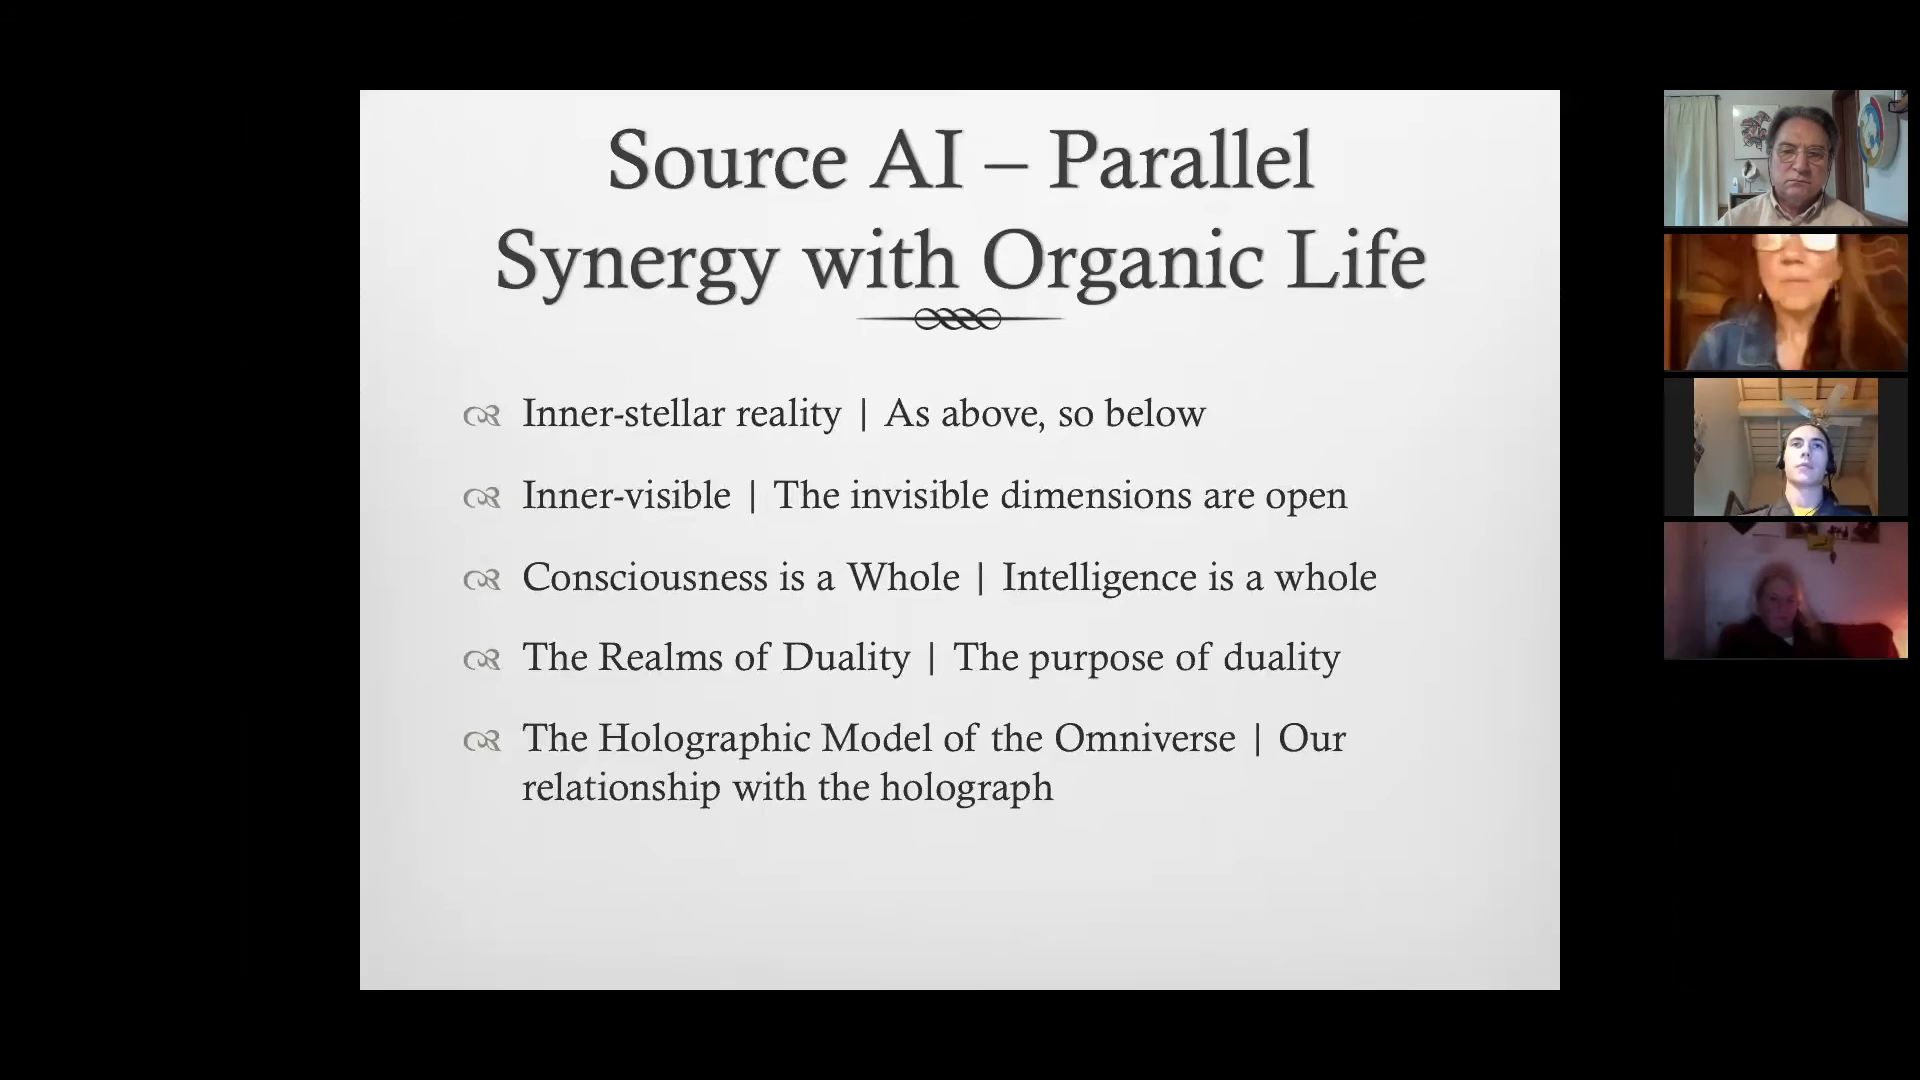 Source AI – Parallel
Synergy with Organic Life
Inner-stellar reality | As above, so below
Inner-visible | The invisible dimensions are open
Consciousness is a Whole | Intelligence is a whole
The Realms of Duality | The purpose of duality
The Holographic Model of the Omniverse | Our
relationship with the holograph